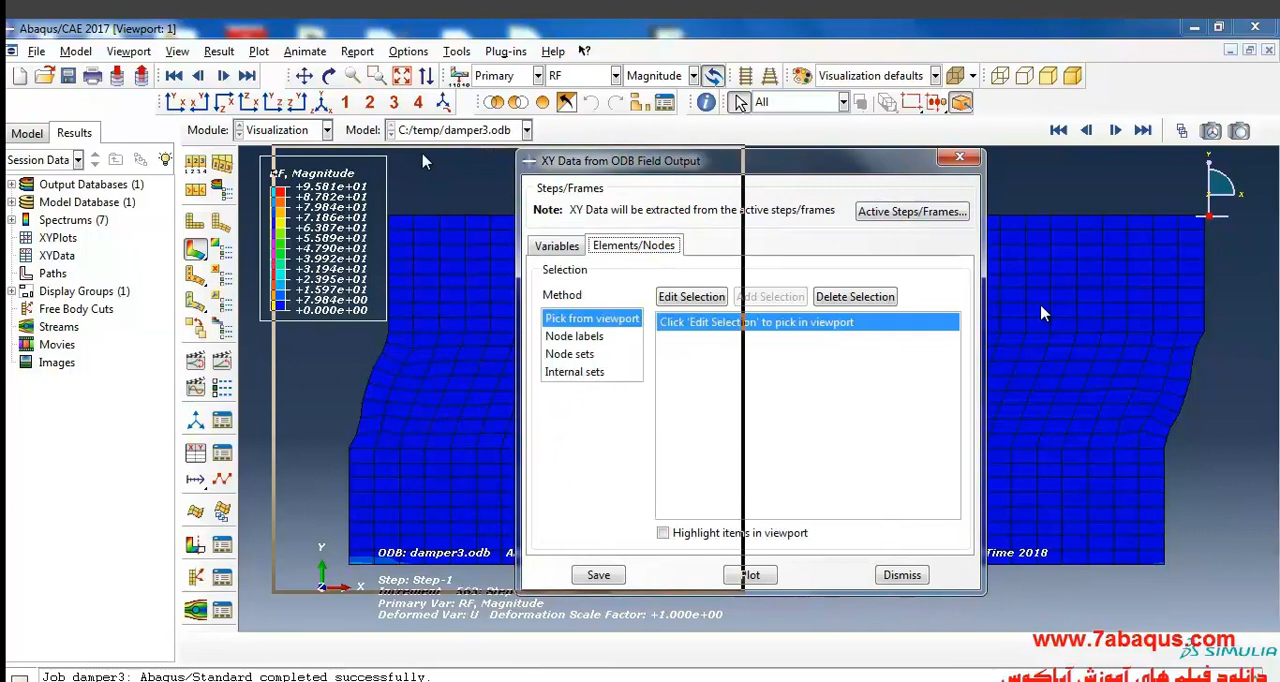 Abaqus/CAE 2017 [Viewport: 1]
File Model Viewport View Result Plot Animate Report Options Tools Plug-ins Help
Primary RF Magnitude Visualization defaults
1 2 3 4 All
Model Results Module: Visualization Model: C:/temp/damper3.odb
Session Data
Output Databases (1)
Model Database (1)
Spectrums (7)
XYPlots
XYData
Paths
Display Groups (1)
Free Body Cuts
Streams
Movies
Images
RF, Magnitude
+9.581e+01
+8.782e+01
+7.984e+01
+7.186e+01
+6.387e+01
+5.589e+01
+4.790e+01
+3.992e+01
+3.194e+01
+2.395e+01
+1.597e+01
+7.984e+00
+0.000e+00
XY Data from ODB Field Output
Steps/Frames
Note: XY Data will be extracted from the active steps/frames
Active Steps/Frames...
Variables Elements/Nodes
Selection
Method
Edit Selection Add Selection Delete Selection
Pick from viewport
Node labels
Node sets
Internal sets
Click 'Edit Selection' to pick in viewport
Highlight items in viewport
Save Plot Dismiss
Y
X
ODB: damper3.odb
Time 2018
Y
X
Step: Step-1
Primary Var: RF, Magnitude
Deformed Var: U Deformation Scale Factor: +1.000e+00
www.7abaqus.com
SIMULIA
دانلود فیلم های آموزش آباکوس
Job damper3: Abaqus/Standard completed successfully.